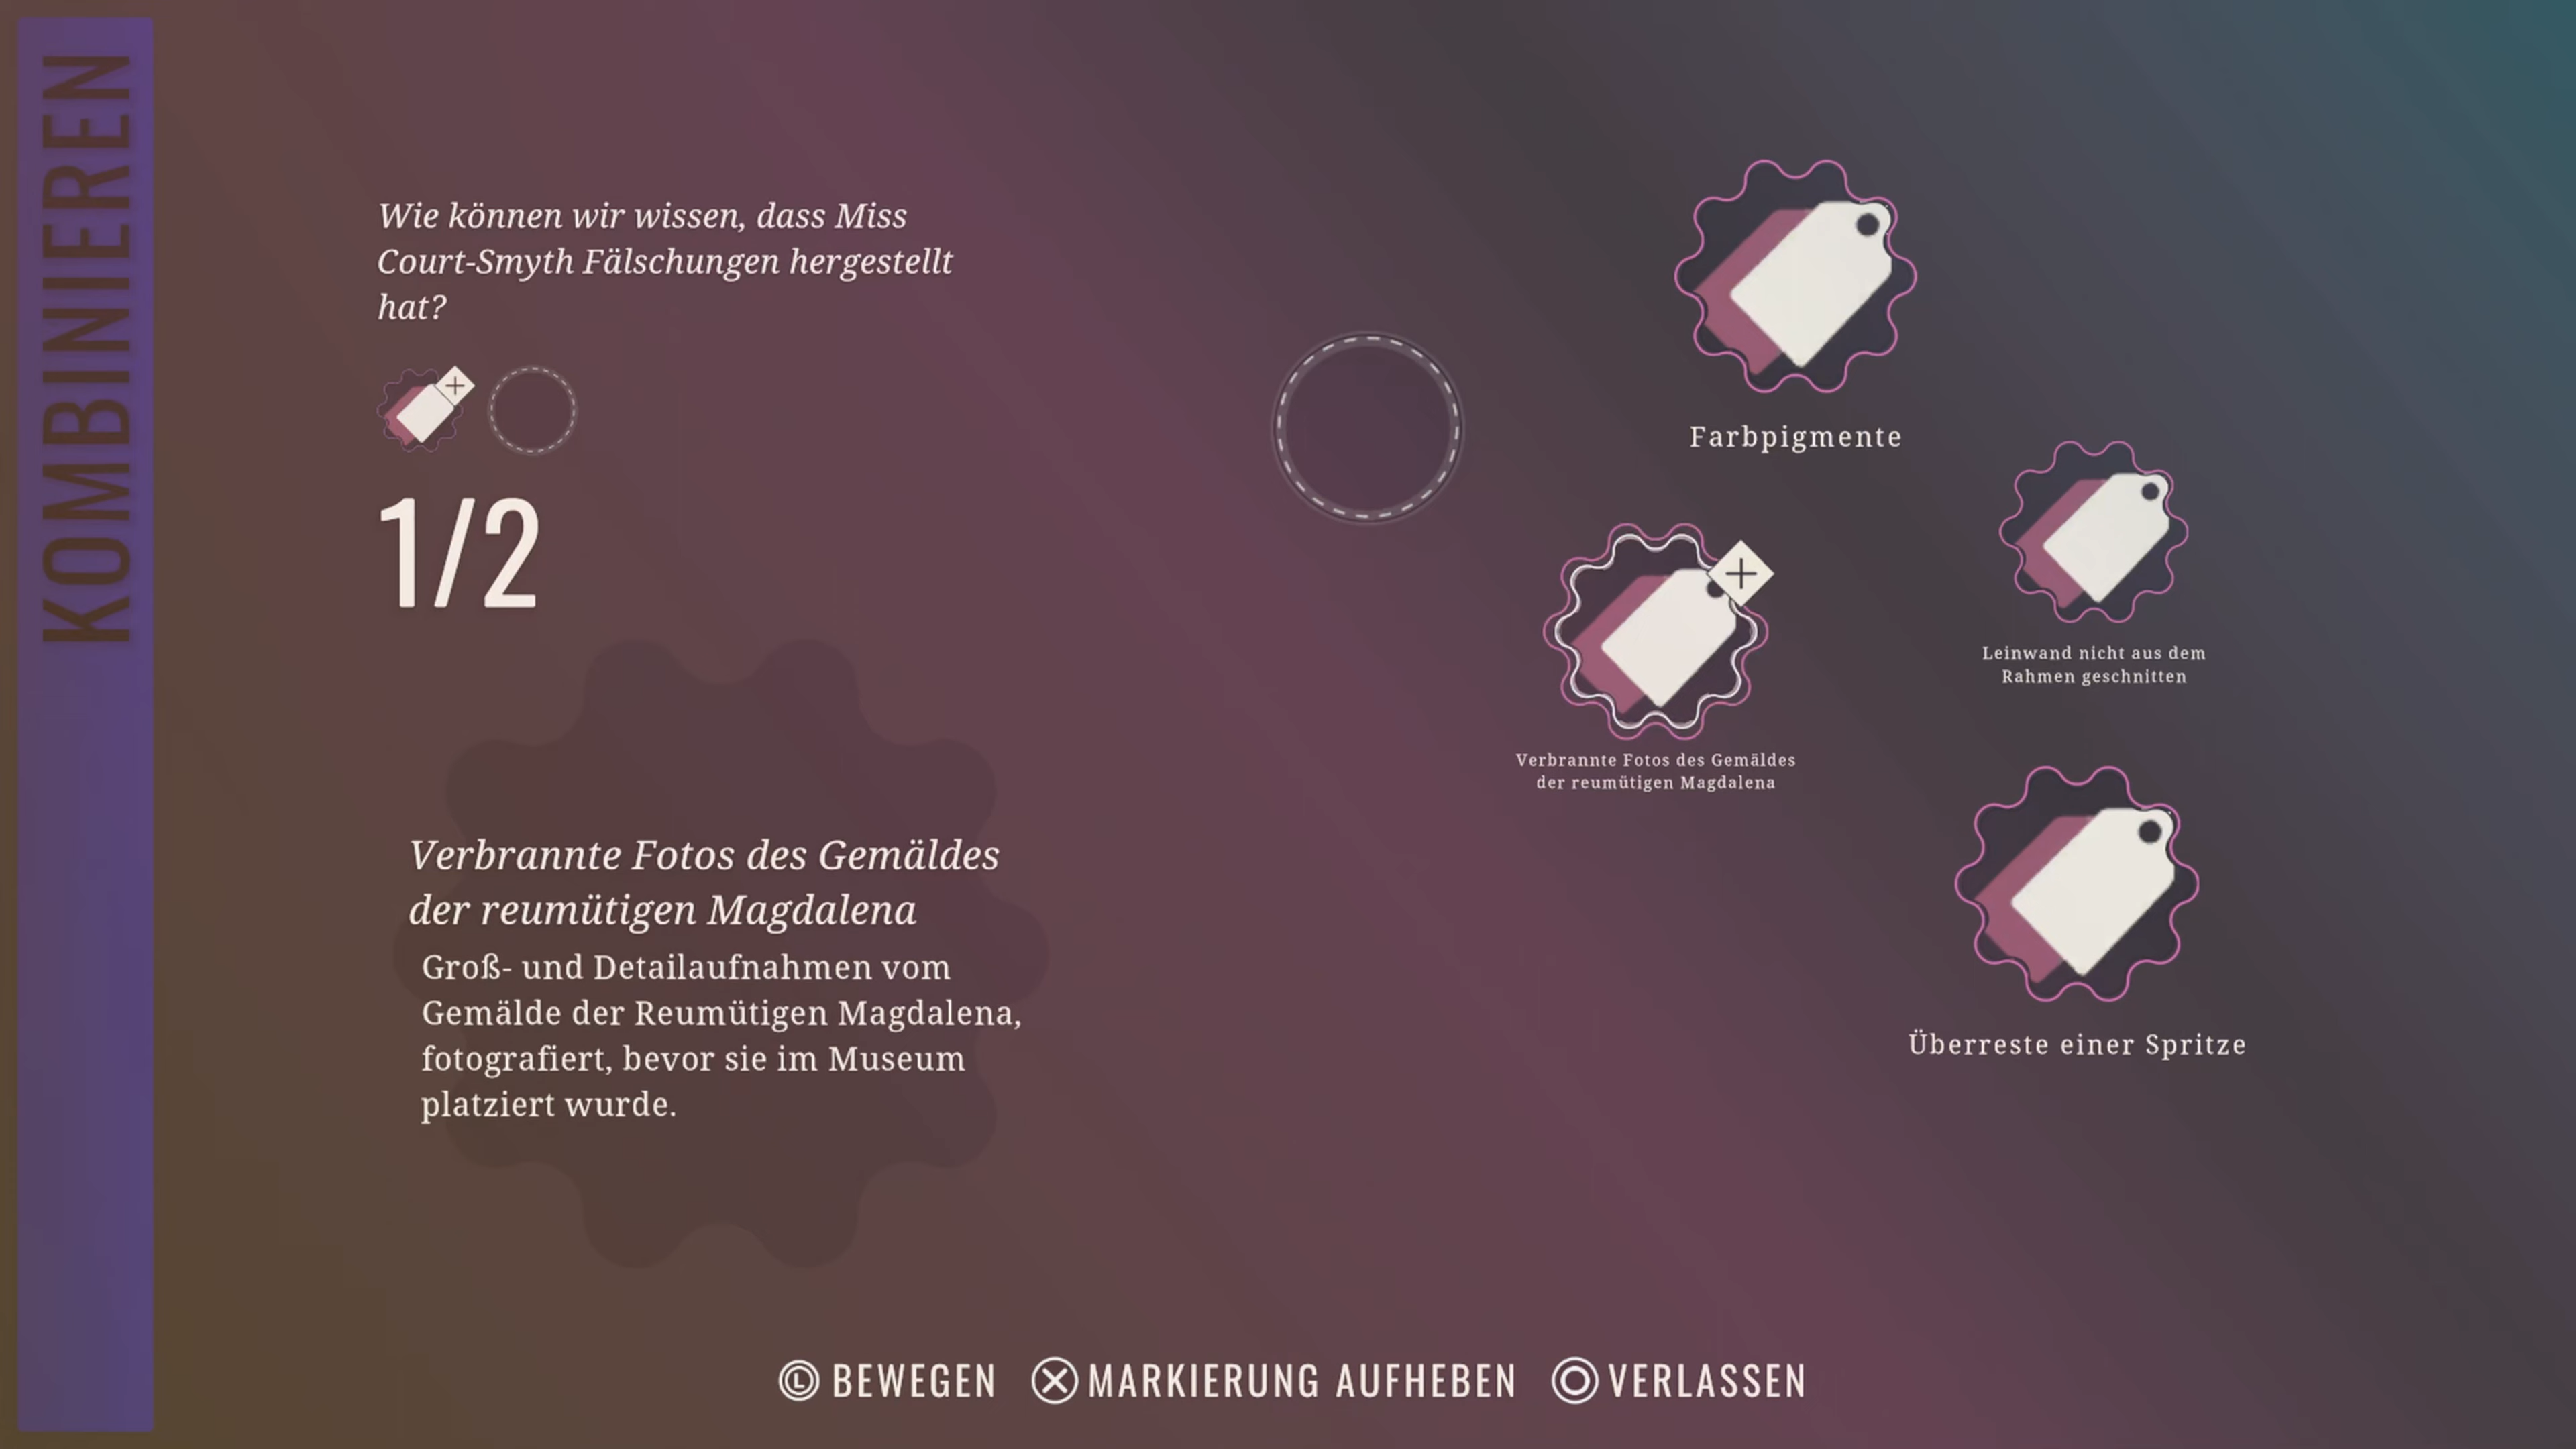 KOMBINIEREN
Wie können wir wissen, dass Miss
Court-Smyth Fälschungen hergestellt
hat?
1/2
Verbrannte Fotos des Gemäldes
der reumütigen Magdalena
Groß- und Detailaufnahmen vom
Gemälde der Reumütigen Magdalena,
fotografiert, bevor sie im Museum
platziert wurde.
Farbpigmente
Leinwand nicht aus dem
Rahmen geschnitten
Verbrannte Fotos des Gemäldes
der reumütigen Magdalena
Überreste einer Spritze
L BEWEGEN MARKIERUNG AUFHEBEN VERLASSEN